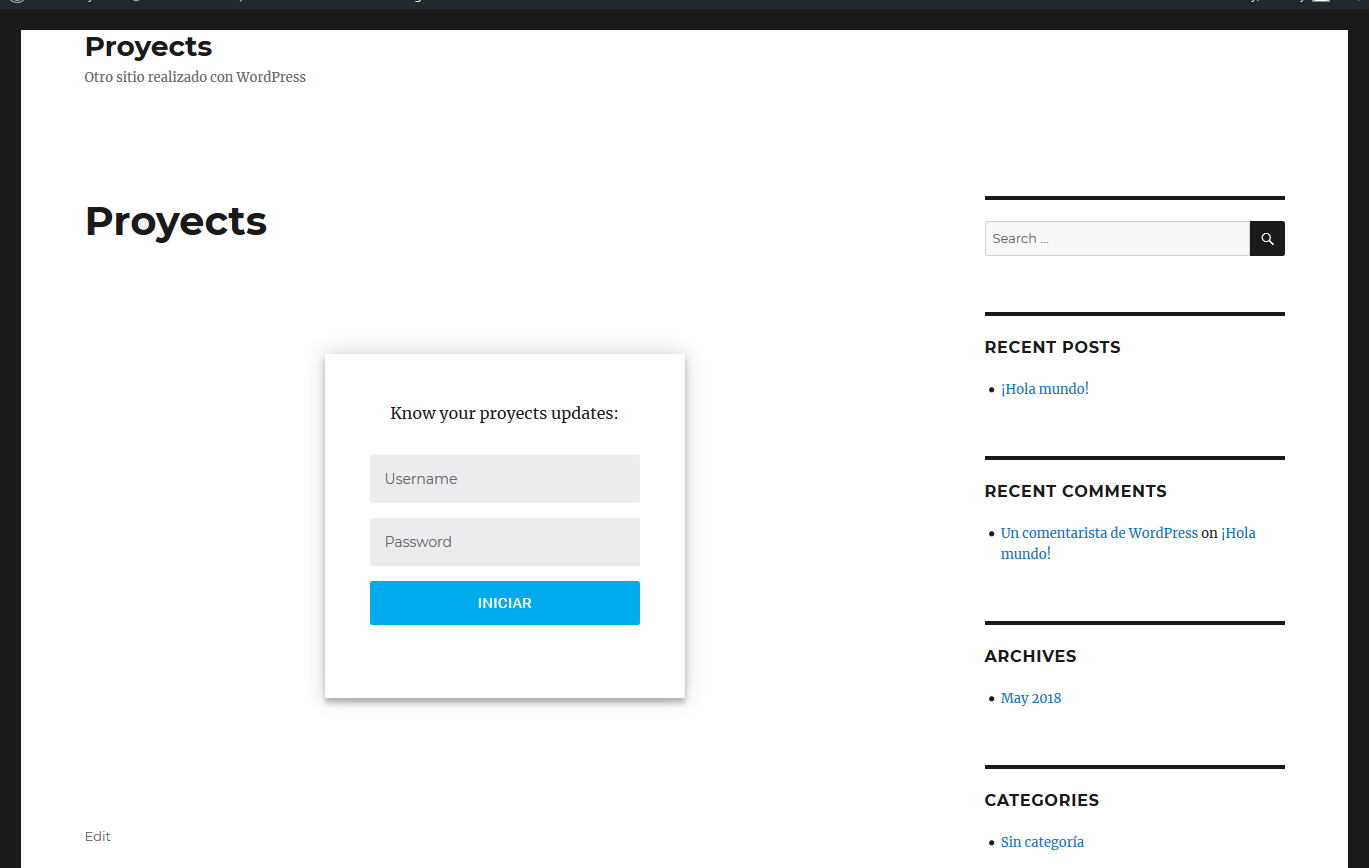 Proyects
Otro sitio realizado con WordPress
Proyects
Know your proyects updates:
Username
Password
INICIAR
Edit
Search ...
RECENT POSTS
¡Hola mundo!
RECENT COMMENTS
Un comentarista de WordPress on ¡Hola
mundo!
ARCHIVES
May 2018
CATEGORIES
Sin categoría